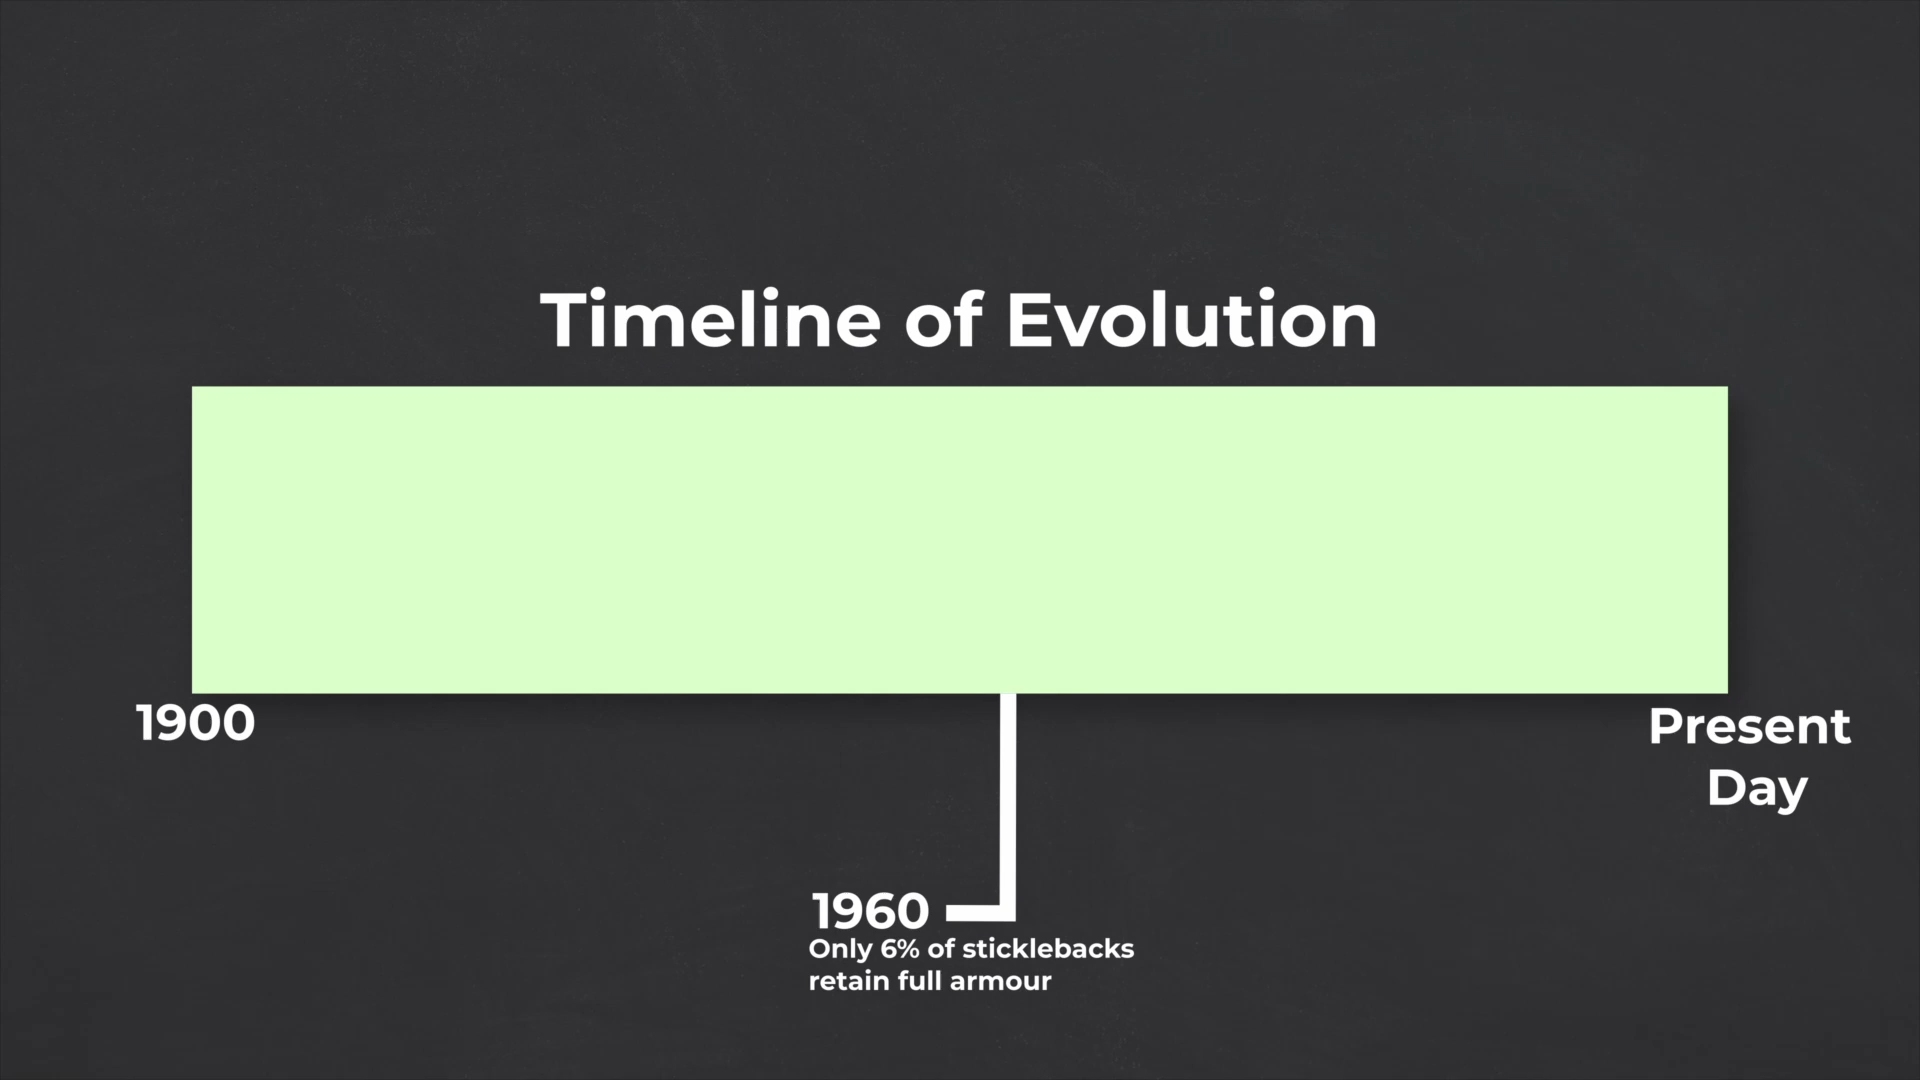 Timeline of Evolution
1900
Present
Day
1960
Only 6% of sticklebacks
retain full armour